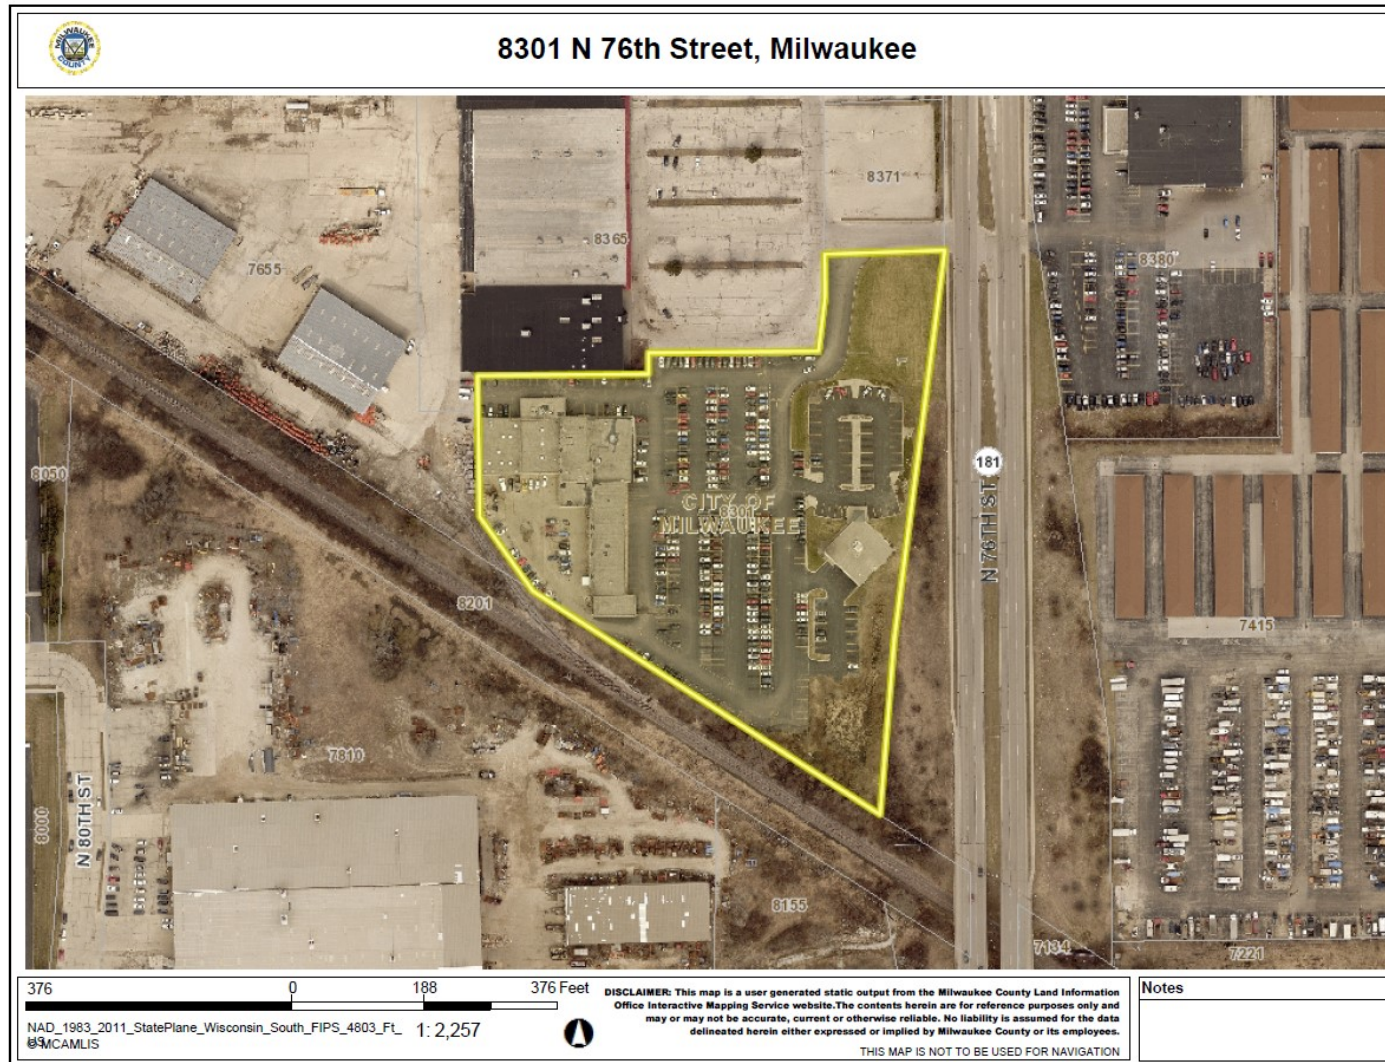 MILWAUKEE
COUNTY
8301 N 76th Street, Milwaukee
8371
8365
7655
8380
8050
181
CITY OF
8301
MILWAUKEE
N 76TH ST
8201
7415
7810
N 80TH ST
8000
8155
7134
7221
376 0 188 376 Feet
NAD_1983_2011_StatePlane_Wisconsin_South_FIPS_4803_Ft_
US
© MCAMLIS
1: 2,257
DISCLAIMER: This map is a user generated static output from the Milwaukee County Land Information
Office Interactive Mapping Service website.The contents herein are for reference purposes only and
may or may not be accurate, current or otherwise reliable. No liability is assumed for the data
delineated herein either expressed or implied by Milwaukee County or its employees.
THIS MAP IS NOT TO BE USED FOR NAVIGATION
Notes